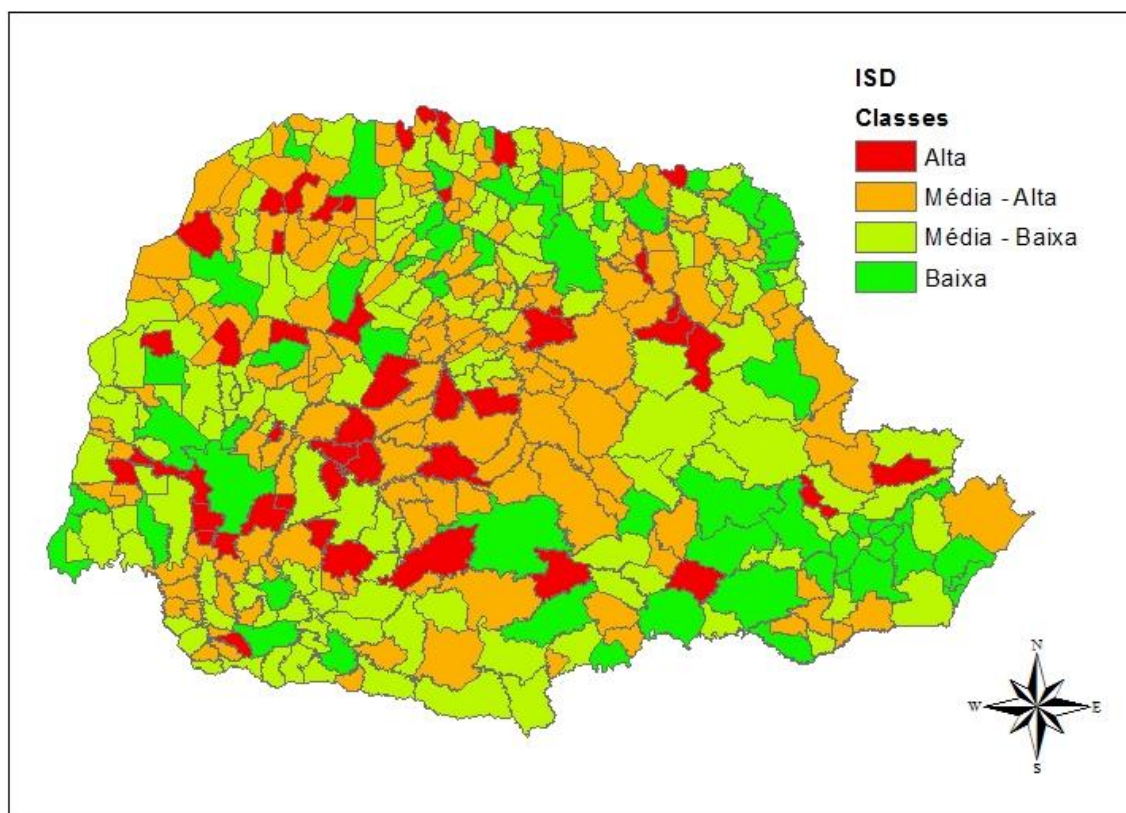 ISD
Classes
Alta
Média - Alta
Média - Baixa
Baixa
N
W E
S